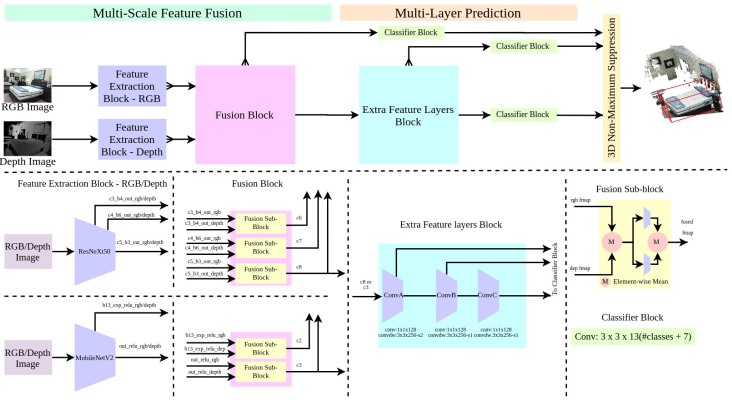 Multi-Scale Feature Fusion
Multi-Layer Prediction
Classifier Block
Classifier Block
Feature
Extraction
Block - RGB
RGB Image
Fusion Block
Extra Feature Layers
Block
Classifier Block
3D Non-Maximum Suppression
Feature
Extraction
Block - Depth
Depth Image
Feature Extraction Block - RGB/Depth
c3_b4_out_rgb/depth
c4_b6_out_rgb/depth
RGB/Depth
Image
ResNeXt50
c5_b3_out_rgb/depth
b13_exp_relu_rgb/depth
RGB/Depth
Image
MobileNetV2
out_relu_rgb/depth
Fusion Block
c3_b4_out_rgb
c3_b4_out_depth
Fusion Sub-
Block
c6
c4_b6_out_rgb
c4_b6_out_depth
Fusion Sub-
Block
c7
c5_b3_out_rgb
c5_b3_out_depth
Fusion Sub-
Block
c8
b13_exp_relu_rgb
b13_exp_relu_dep
Fusion Sub-
Block
c2
out_relu_rgb
out_relu_depth
Fusion Sub-
Block
c3
Extra Feature layers Block
c8 or
c3
ConvA
ConvB
ConvC
conv:1x1x128
convdw:3x3x256-s2
conv:1x1x128
convdw:3x3x256-s1
conv:1x1x128
convdw:3x3x256-s1
To Classifier Block
Fusion Sub-block
rgb fmap
M
M
fused
fmap
dep fmap
M
Element-wise Mean
Classifier Block
Conv: 3 x 3 x 13(#classes + 7)